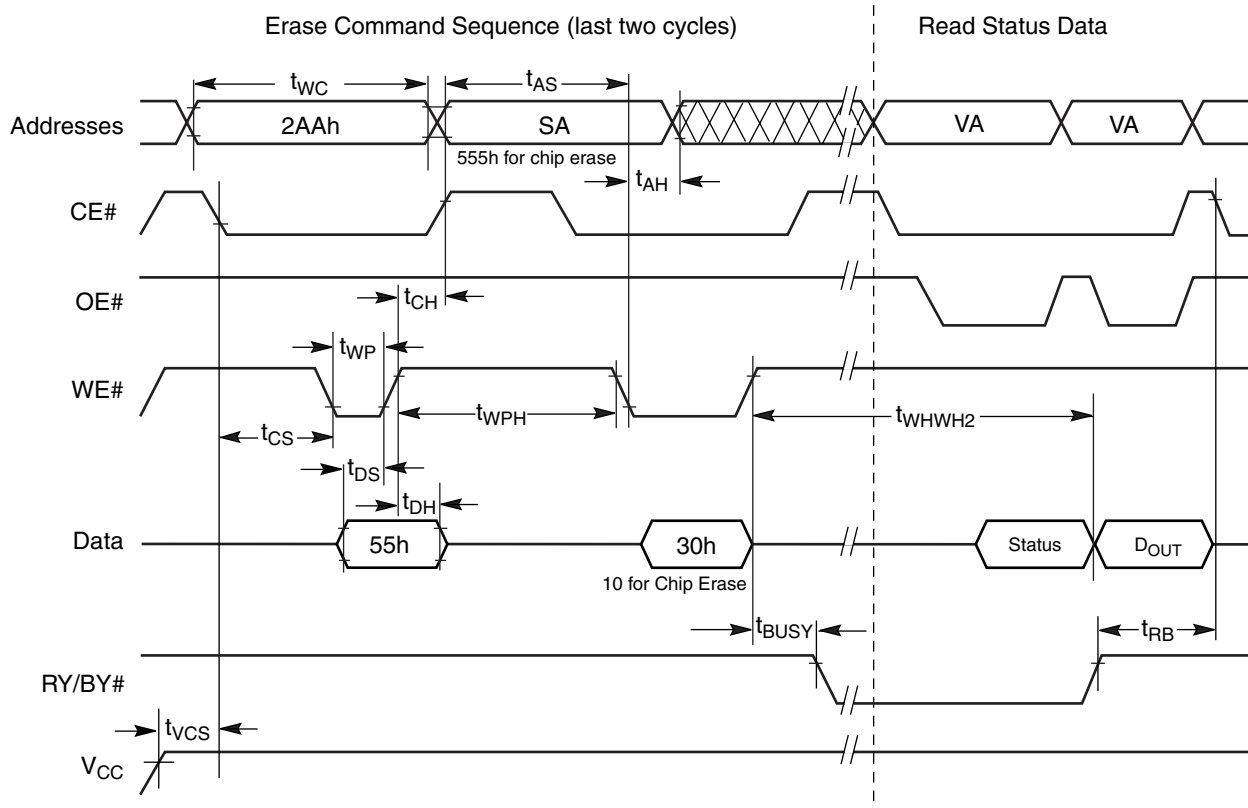 Erase Command Sequence (last two cycles)
Read Status Data
tWC
tAS
Addresses
2AAh
SA
VA
VA
555h for chip erase
tAH
CE#
OE#
tCH
tWP
WE#
tWPH
tWHWH2
tCS
tDS
tDH
Data
55h
30h
Status
DOUT
10 for Chip Erase
tBUSY
tRB
RY/BY#
tVCS
VCC